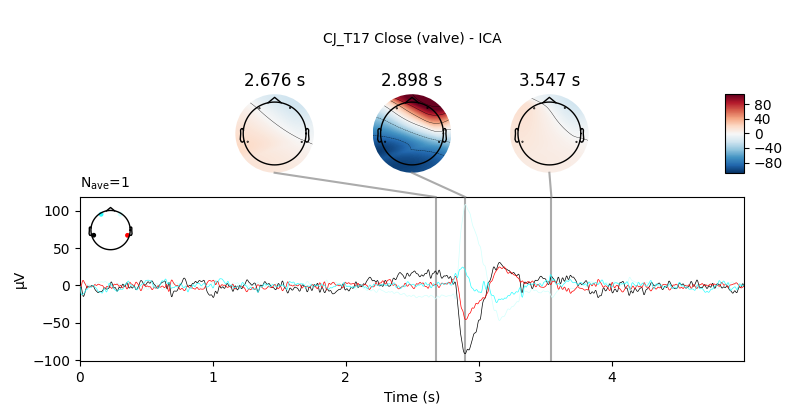 CJ_T17 Close (valve) - ICA
2.676 s 2.898 s 3.547 s
80
40
0
−40
−80
Nave=1
100
50
0
−50
−100
µV
0 1 2 3 4
Time (s)